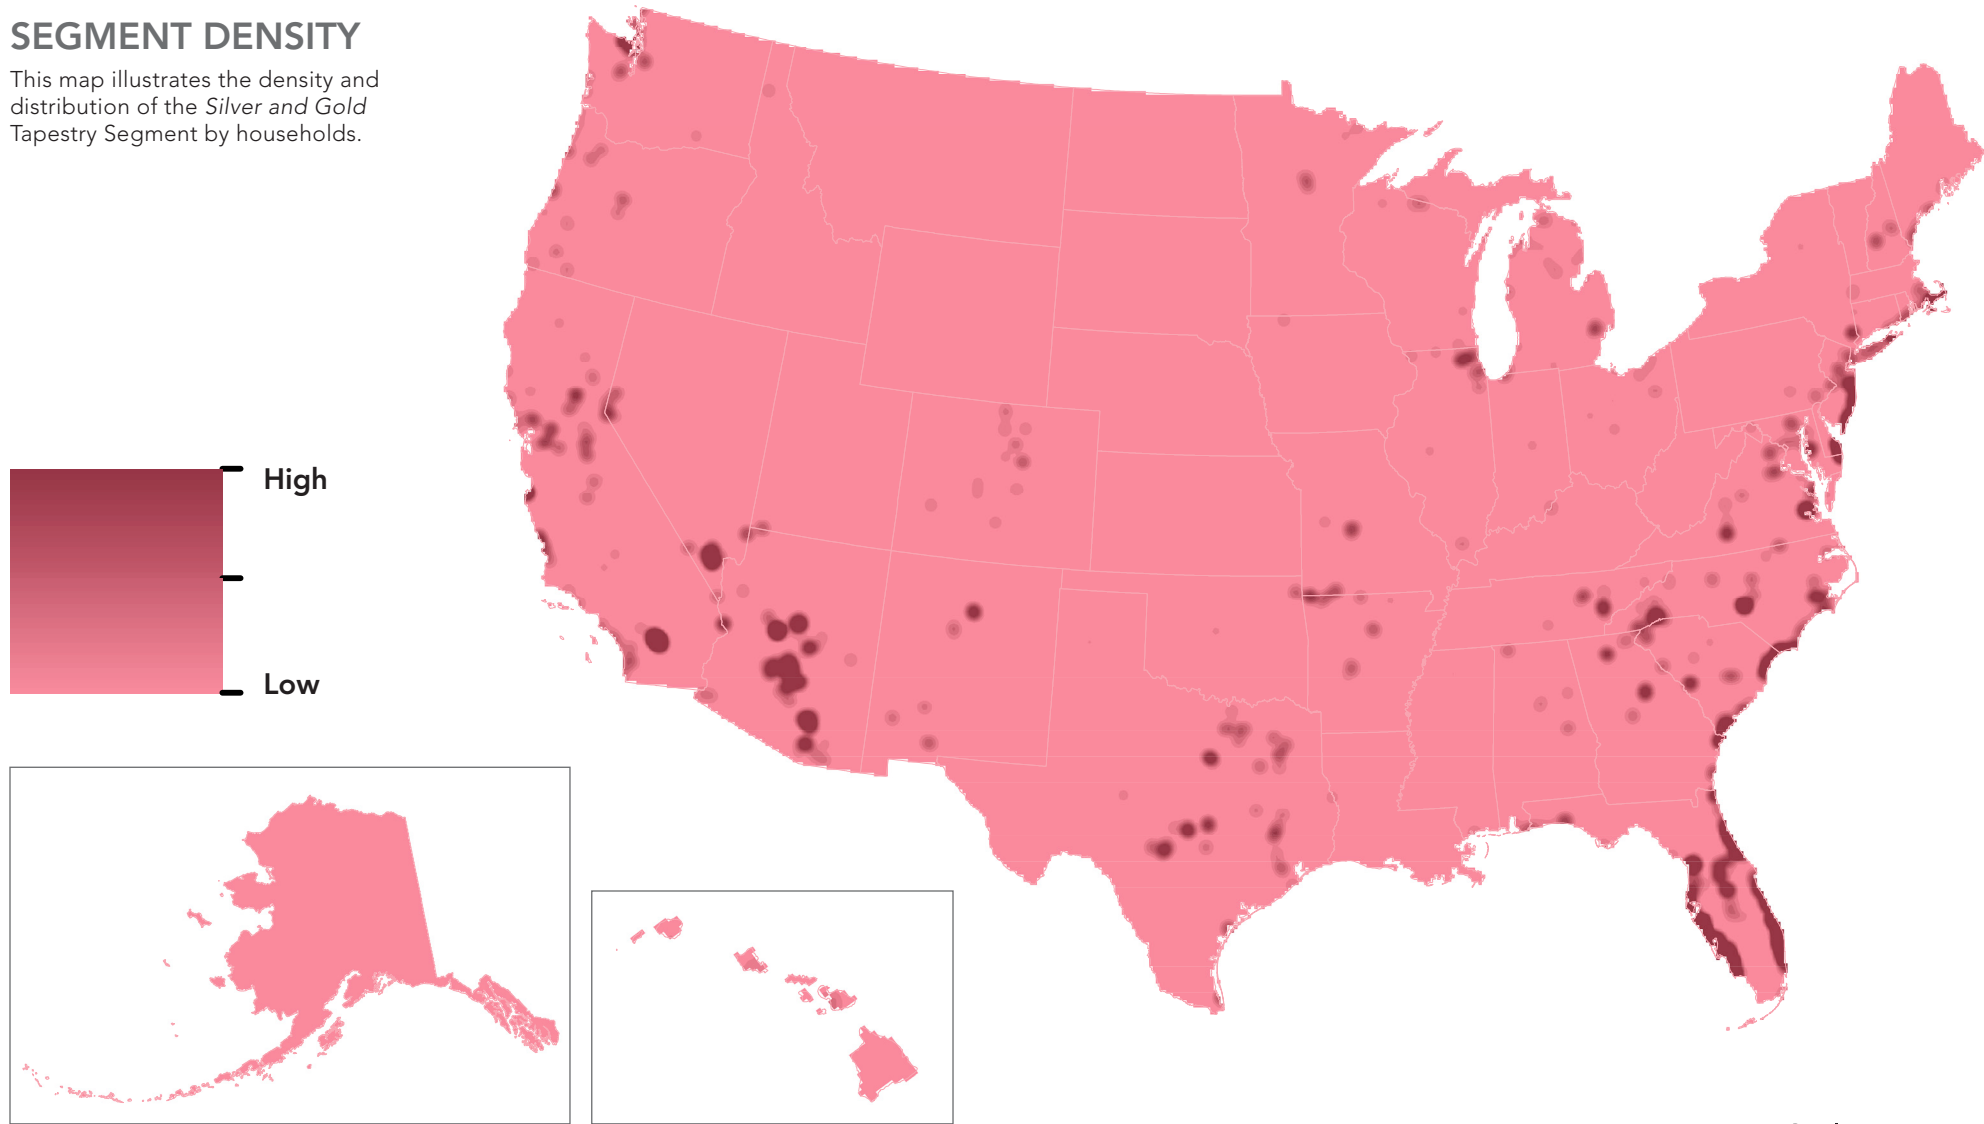 SEGMENT DENSITY
This map illustrates the density and
distribution of the Silver and Gold
Tapestry Segment by households.
High
Low